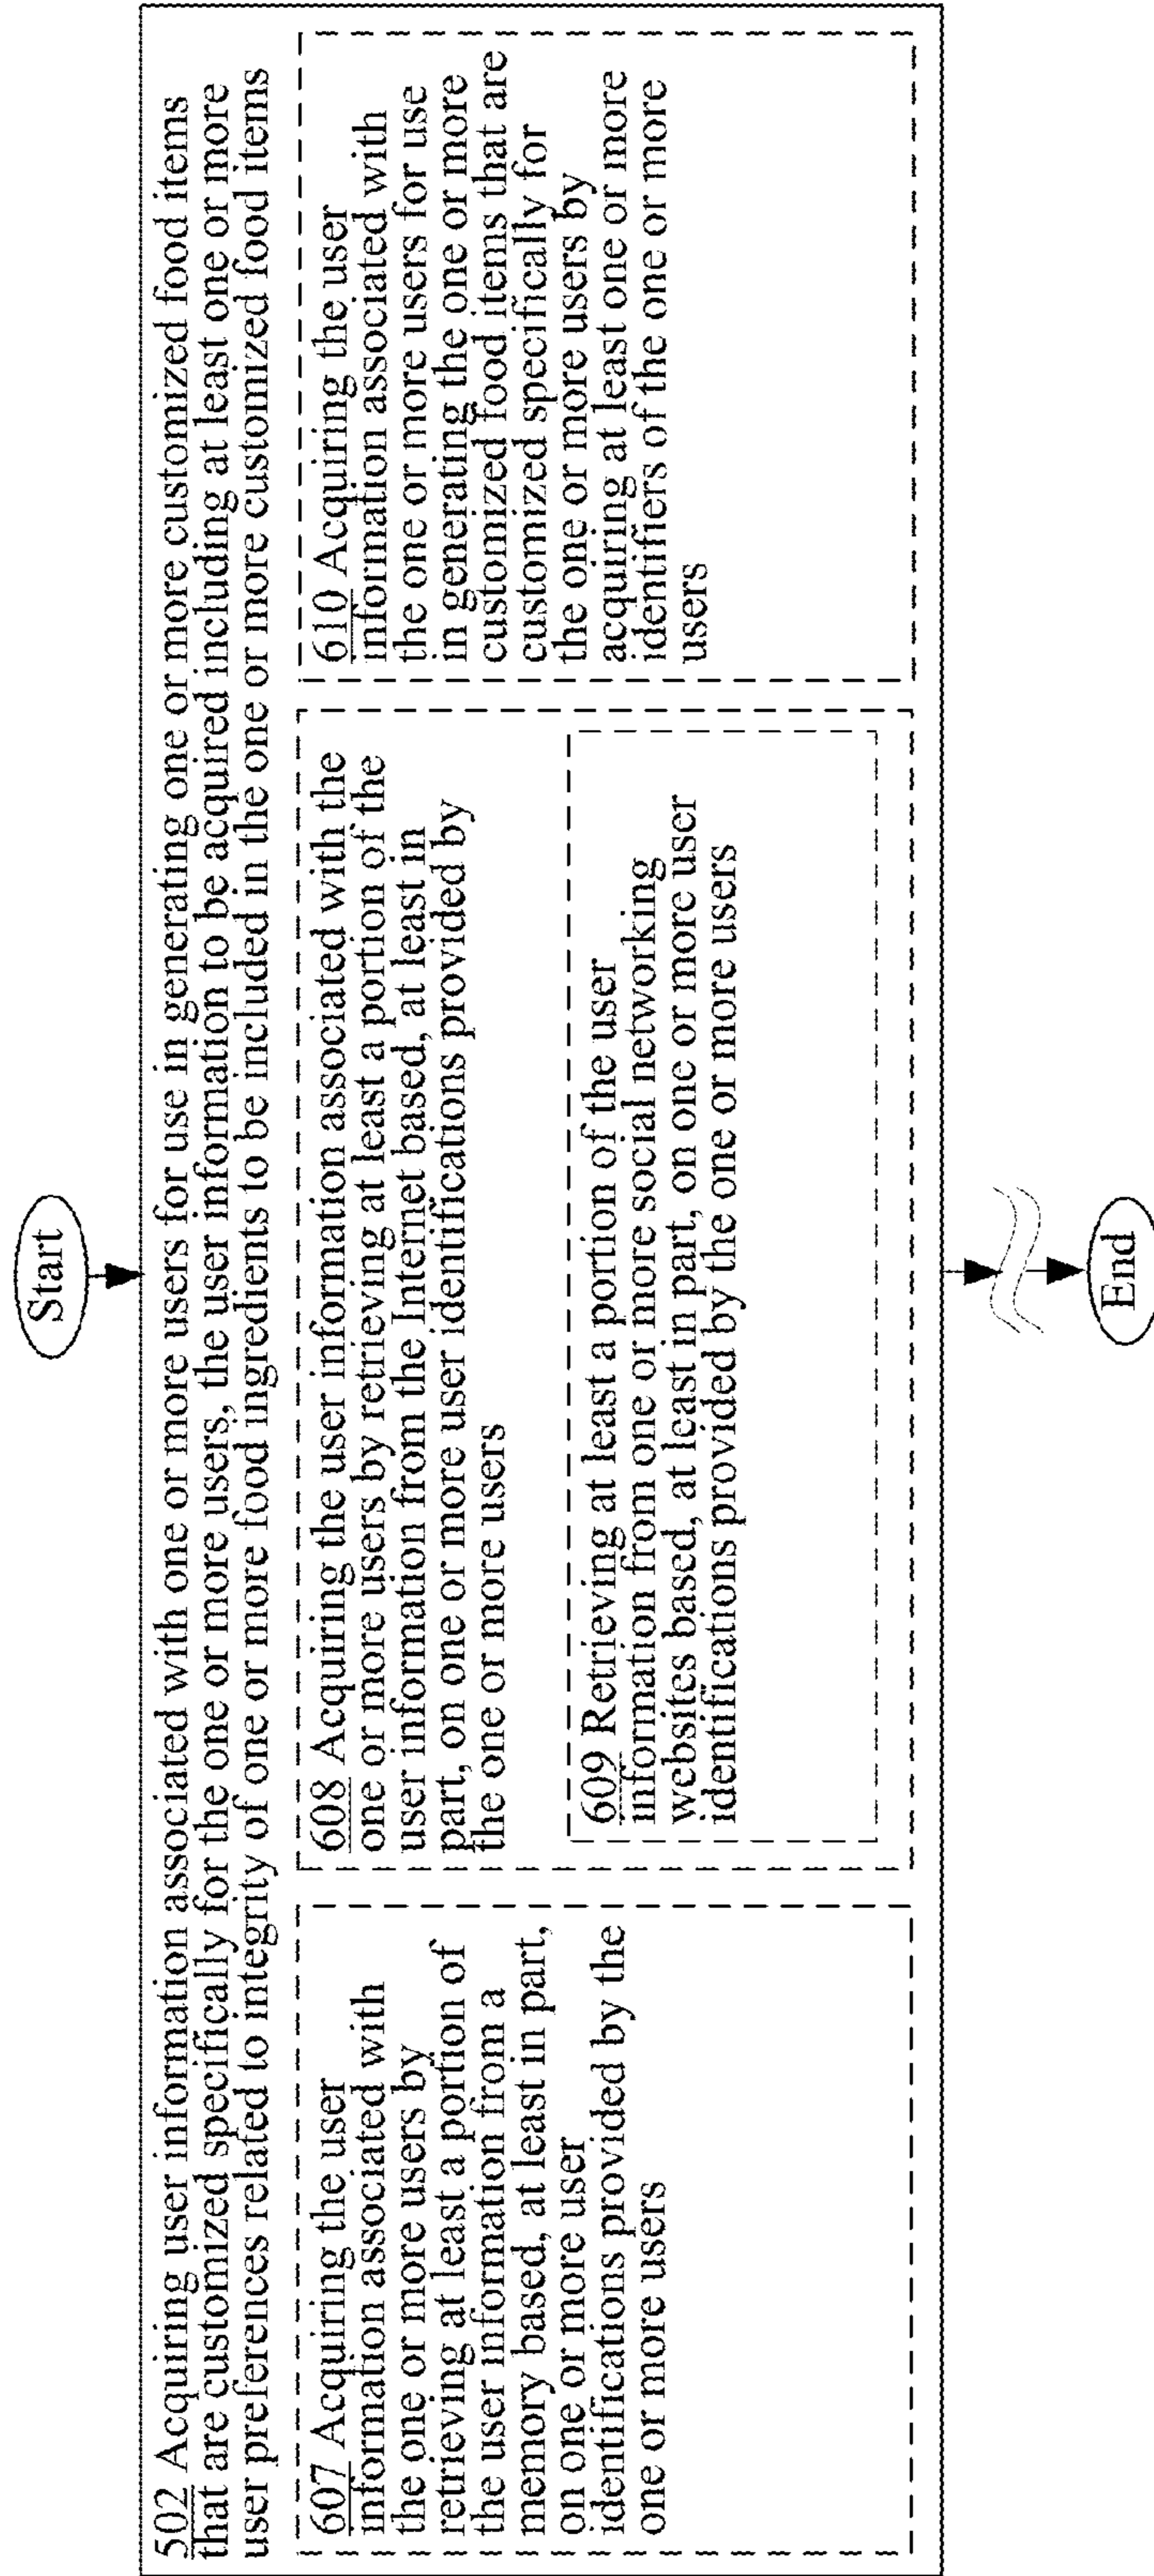 Start
502 Acquiring user information associated with one or more users for use in generating one or more customized food items
that are customized specifically for the one or more users, the user information to be acquired including at least one or more
user preferences related to integrity of one or more food ingredients to be included in the one or more customized food items
607 Acquiring the user
information associated with
the one or more users by
retrieving at least a portion of
the user information from a
memory based, at least in part,
on one or more user
identifications provided by the
one or more users
608 Acquiring the user information associated with the
one or more users by retrieving at least a portion of the
user information from the Internet based, at least in
part, on one or more user identifications provided by
the one or more users
609 Retrieving at least a portion of the user
information from one or more social networking
websites based, at least in part, on one or more user
identifications provided by the one or more users
610 Acquiring the user
information associated with
the one or more users for use
in generating the one or more
customized food items that are
customized specifically for
the one or more users by
acquiring at least one or more
identifiers of the one or more
users
End